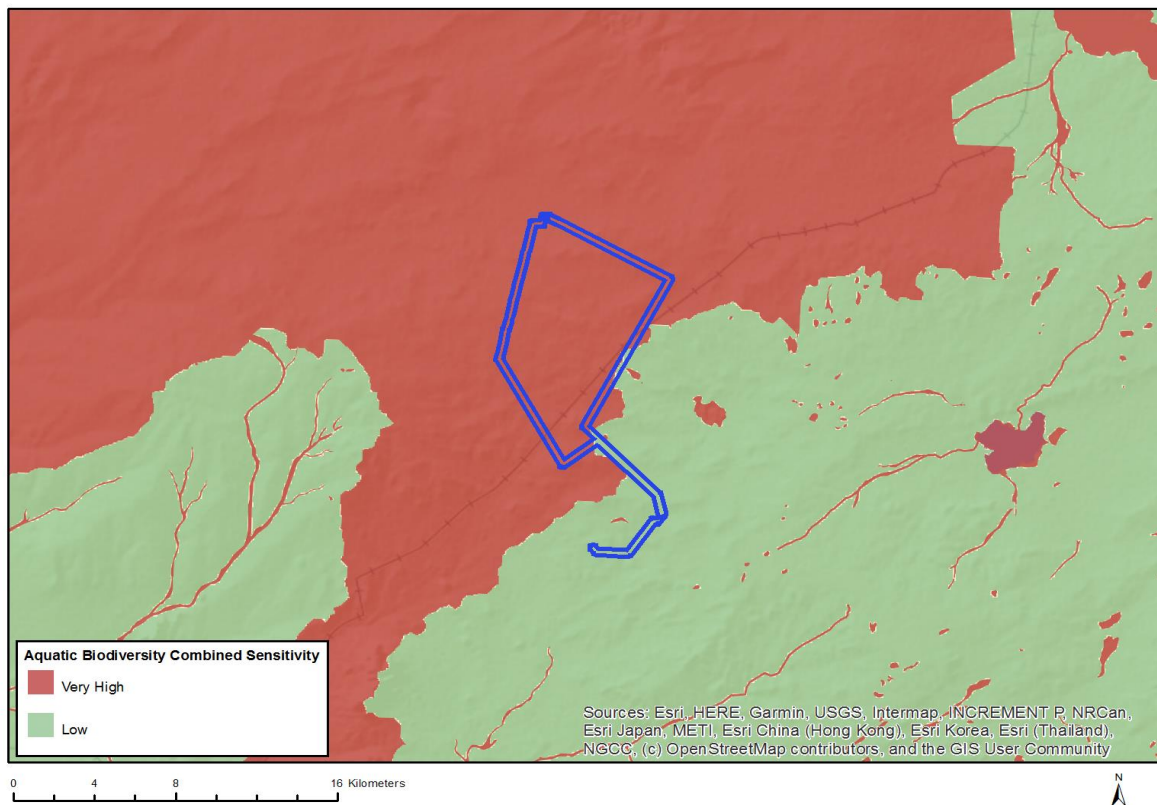 Aquatic Biodiversity Combined Sensitivity
Very High
Low
Sources: Esri, HERE, Garmin, USGS, Intermap, INCREMENT P, NRCan,
Esri Japan, METI, Esri China (Hong Kong), Esri Korea, Esri (Thailand),
NGCC, (c) OpenStreetMap contributors, and the GIS User Community
0 4 8 16 Kilometers
N